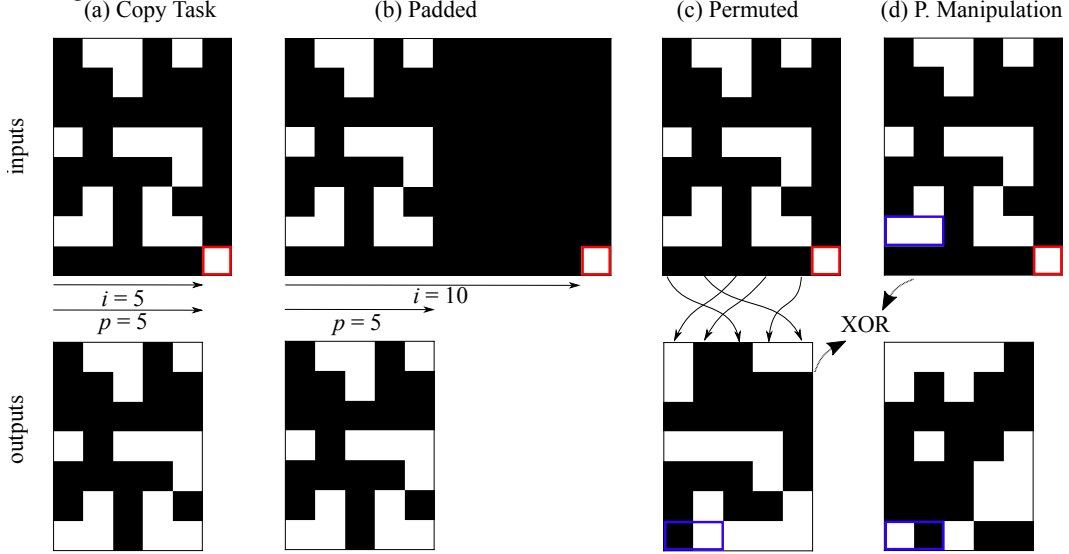 (a) Copy Task
(b) Padded
(c) Permuted
(d) P. Manipulation
inputs
i = 5
p = 5
i = 10
p = 5
XOR
outputs